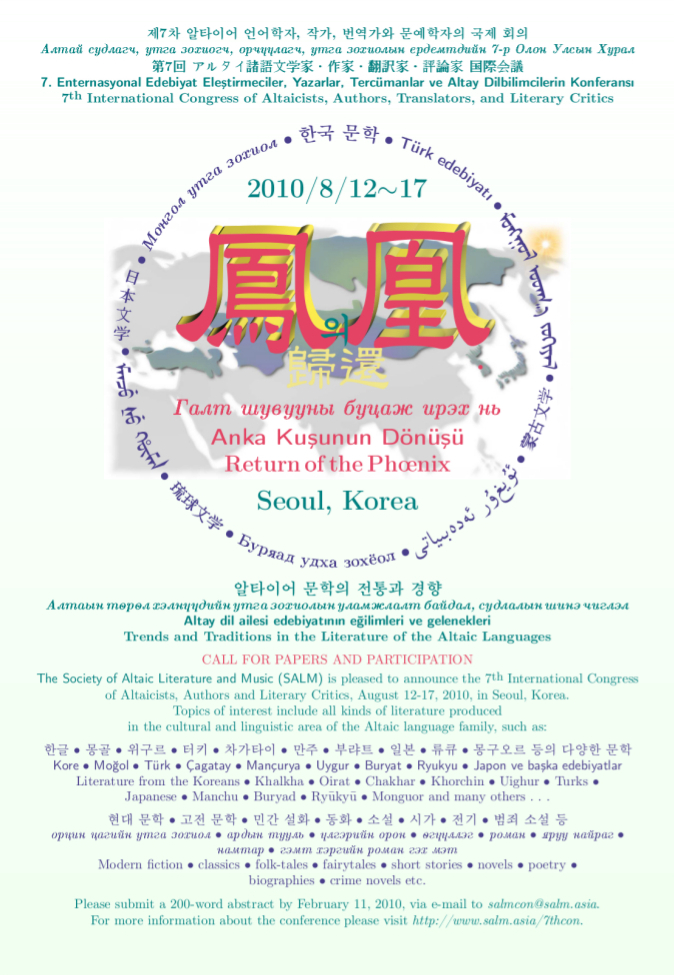 제7차 알타이어 언어학자, 작가, 번역가와 문예학자의 국제 회의
Алтай судлагч, утга зохиогч, орчуулагч, утга зохиолын ердемтдийн 7-р Олон Улсын Хурал
第7回 アルタイ諸語文学家・作家・翻訳家・評論家 国際会議
7. Enternasyonal Edebiyat Eleştirmeciler, Yazarlar, Tercümanlar ve Altay Dilbilimcilerin Konferansı
7th International Congress of Altaicists, Authors, Translators, and Literary Critics
Монгол утга зохиол • 한국 문학 • Türk edebiyatı •
蒙古文学 •
ئۇيغۇر ئەدەبىياتى •
Буряад удха зохёол •
琉球文学 •
日本文学 •
2010/8/12~17
鳳凰
의
歸還
Галт шувууны буцаж ирэх нь
Anka Kuşunun Dönüşü
Return of the Phœnix
Seoul, Korea
알타이어 문학의 전통과 경향
Алтаын төрөл хэлнүүдийн утга зохиолын уламжлалт байдал, судлалын шинэ чиглэл
Altay dil ailesi edebiyatının eğilimleri ve gelenekleri
Trends and Traditions in the Literature of the Altaic Languages
CALL FOR PAPERS AND PARTICIPATION
The Society of Altaic Literature and Music (SALM) is pleased to announce the 7th International Congress
of Altaicists, Authors and Literary Critics, August 12-17, 2010, in Seoul, Korea.
Topics of interest include all kinds of literature produced
in the cultural and linguistic area of the Altaic language family, such as:
한글 • 몽골 • 위구르 • 터키 • 차가타이 • 만주 • 부랴트 • 일본 • 류큐 • 몽구오르 등의 다양한 문학
Kore • Moğol • Türk • Çagatay • Mançurya • Uygur • Buryat • Ryukyu • Japon ve başka edebiyatlar
Literature from the Koreans • Khalkha • Oirat • Chakhar • Khorchin • Uighur • Turks •
Japanese • Manchu • Buryad • Ryūkyū • Monguor and many others . . .
현대 문학 • 고전 문학 • 민간 설화 • 동화 • 소설 • 시가 • 전기 • 범죄 소설 등
орцин цагийн утга зохиол • ардын тууль • үлгэрийн орон • өгүүллэг • роман • яруу найраг •
намтар • гэмт хэргийн роман гэх мэт
Modern fiction • classics • folk-tales • fairytales • short stories • novels • poetry •
biographies • crime novels etc.
Please submit a 200-word abstract by February 11, 2010, via e-mail to salmcon@salm.asia.
For more information about the conference please visit http://www.salm.asia/7thcon.